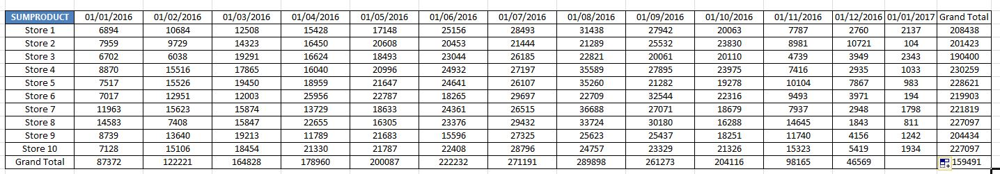 SUMPRODUCT 01/01/2016 01/02/2016 01/03/2016 01/04/2016 01/05/2016 01/06/2016 01/07/2016 01/08/2016 01/09/2016 01/10/2016 01/11/2016 01/12/2016 01/01/2017 Grand Total
Store 1 6894 10684 12508 15428 17148 25156 28493 31438 27942 20063 7787 2760 2137 208438
Store 2 7959 9729 14323 16450 20608 20453 21444 21289 25532 23830 8981 10721 104 201423
Store 3 6702 6038 19291 16624 18493 23044 26185 22821 20061 20110 4739 3949 2343 190400
Store 4 8870 15516 17865 16040 20996 24932 27197 35589 27895 23975 7416 2935 1033 230259
Store 5 7517 15526 19450 18959 21647 24641 26107 35260 21282 19278 10104 7867 983 228621
Store 6 7017 12951 12003 25956 22787 18265 29697 22709 32544 22316 9493 3971 194 219903
Store 7 11963 15623 15874 13729 18633 24361 26515 36688 27071 18679 7937 2948 1798 221819
Store 8 14583 7408 15847 22655 16305 23376 29432 33724 30180 16288 14645 1843 811 227097
Store 9 8739 13640 19213 11789 21683 15596 27325 25623 25437 18251 11740 4156 1242 204434
Store 10 7128 15106 18454 21330 21787 22408 28796 24757 23329 21326 15323 5419 1934 227097
Grand Total 87372 122221 164828 178960 200087 222232 271191 289898 261273 204116 98165 46569 159491